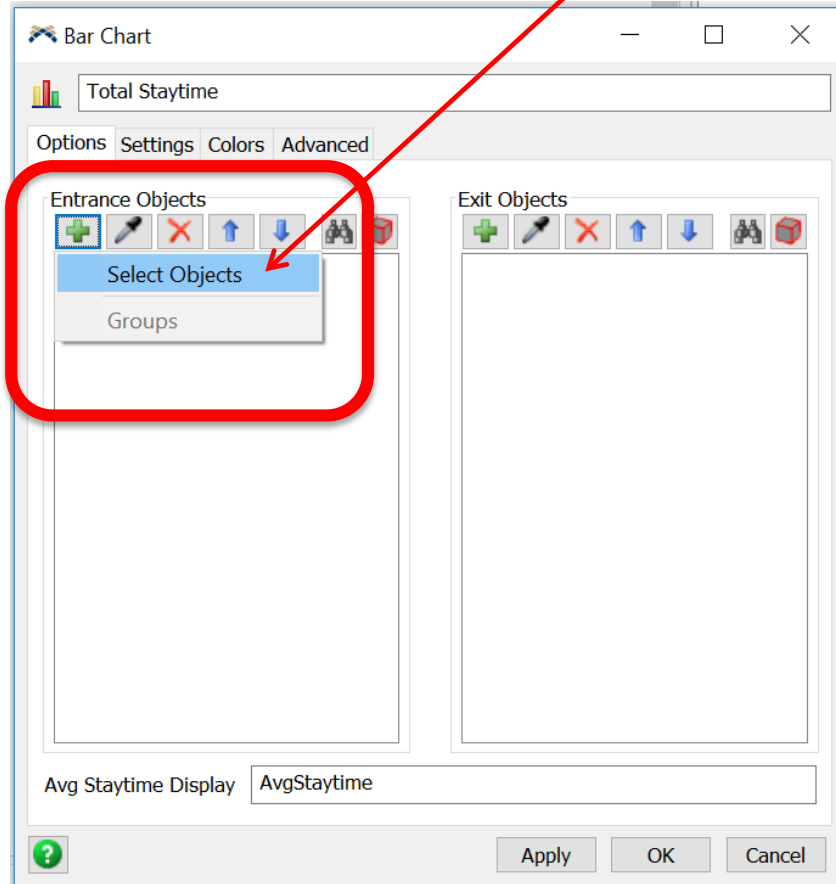 Bar Chart
Total Staytime
Options Settings Colors Advanced
Entrance Objects
Select Objects
Groups
Exit Objects
Avg Staytime Display AvgStaytime
Apply OK Cancel